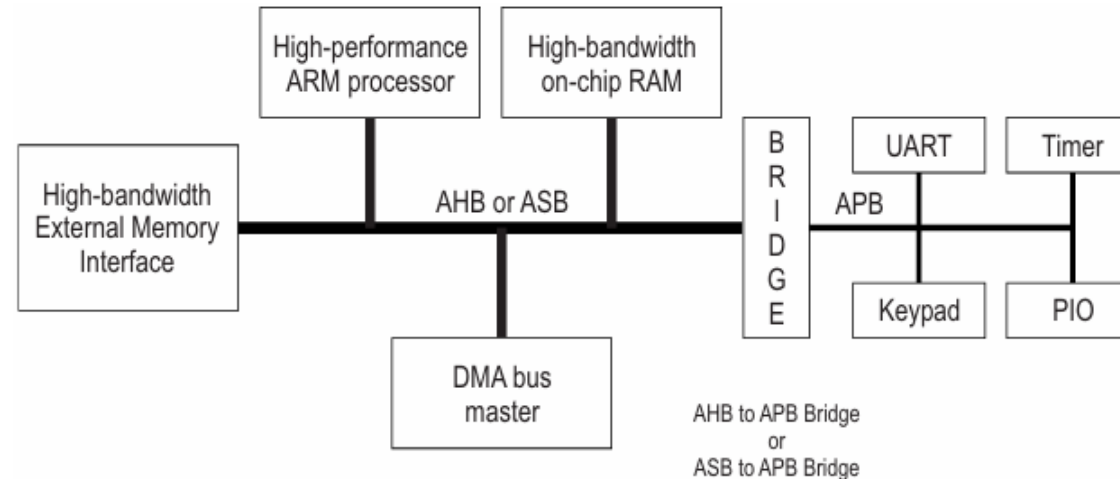 High-performance
ARM processor
High-bandwidth
on-chip RAM
High-bandwidth
External Memory
Interface
AHB or ASB
B
R
I
D
G
E
APB
UART
Timer
Keypad
PIO
DMA bus
master
AHB to APB Bridge
or
ASB to APB Bridge